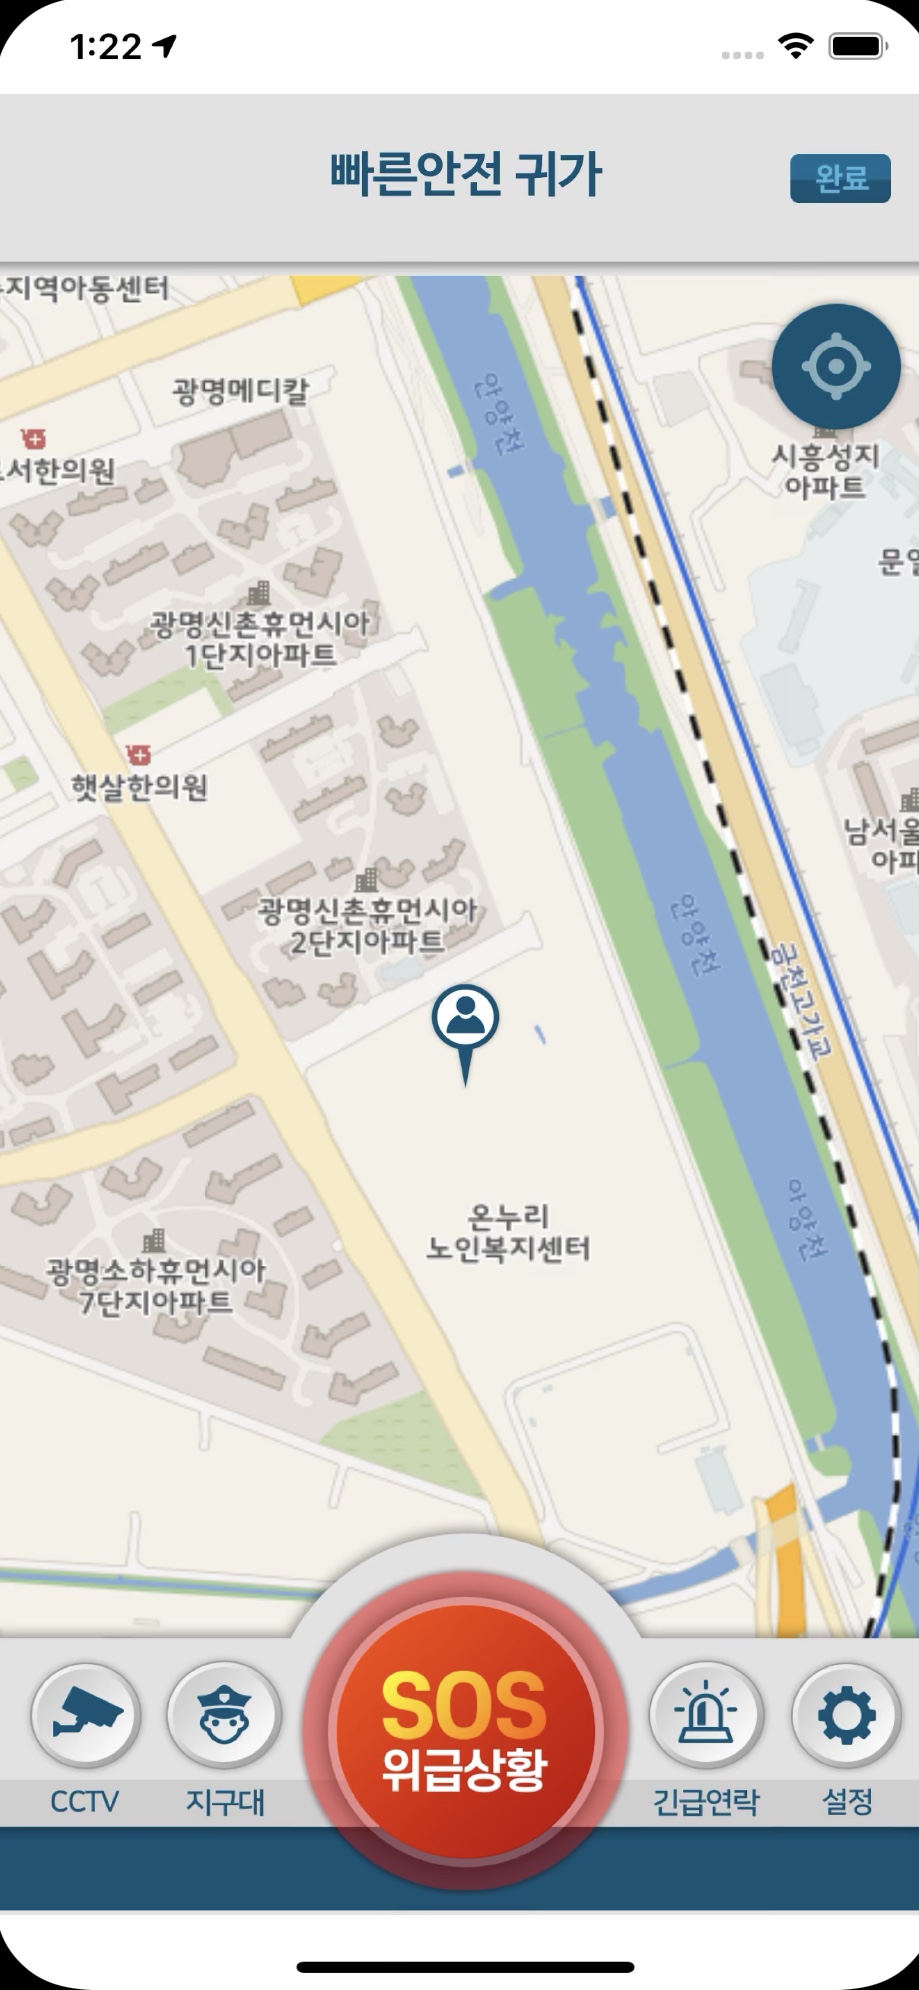 1:22
빠른안전 귀가
완료
지역아동센터
광명메디칼
서한의원
안양천
시흥성지
아파트
광명신촌휴먼시아
1단지아파트
햇살한의원
남서울
광명신촌휴먼시아
2단지아파트
안양천
금천고가교
온누리
노인복지센터
안양천
광명소하휴먼시아
7단지아파트
SOS
위급상황
CCTV
지구대
긴급연락
설정